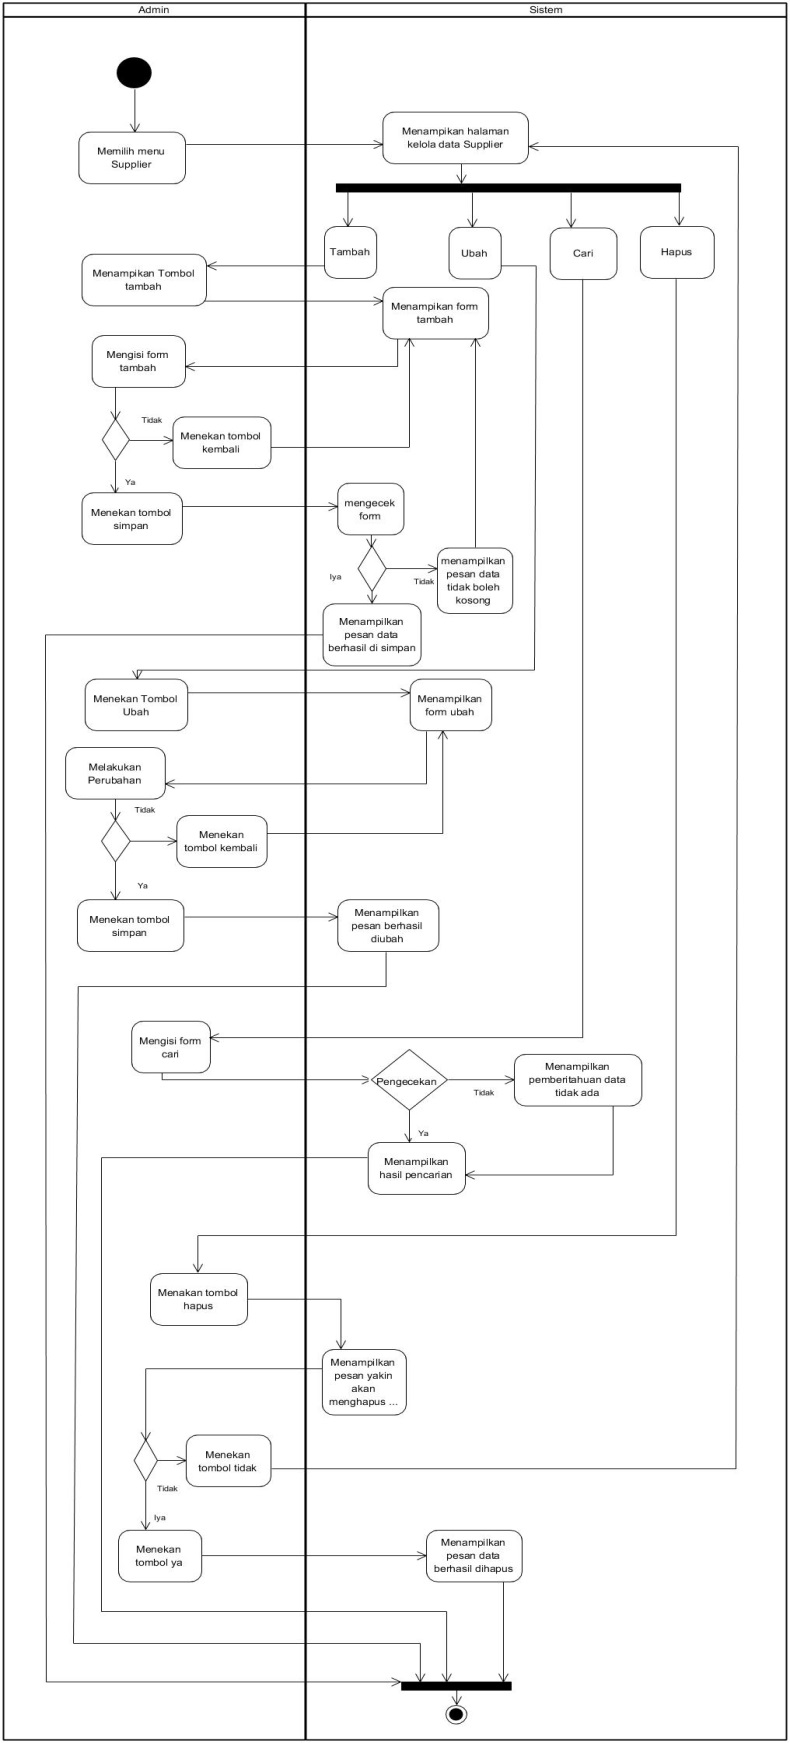 Admin
Sistem
Memilih menu
Supplier
Menampikan halaman
kelola data Supplier
Tambah
Ubah
Cari
Hapus
Menampikan Tombol
tambah
Menampikan form
tambah
Mengisi form
tambah
Tidak
Menekan tombol
kembali
Ya
Menekan tombol
simpan
mengecek
form
Iya
Tidak
menampilkan
pesan data
tidak boleh
kosong
Menampilkan
pesan data
berhasil di simpan
Menekan Tombol
Ubah
Menampilkan
form ubah
Melakukan
Perubahan
Tidak
Menekan
tombol kembali
Ya
Menekan tombol
simpan
Menampilkan
pesan berhasil
diubah
Mengisi form
cari
Pengecekan
Tidak
Menampilkan
pemberitahuan data
tidak ada
Ya
Menampilkan
hasil pencarian
Menakan tombol
hapus
Menampilkan
pesan yakin
akan
menghapus ...
Menekan
tombol tidak
Tidak
Iya
Menekan
tombol ya
Menampilkan
pesan data
berhasil dihapus